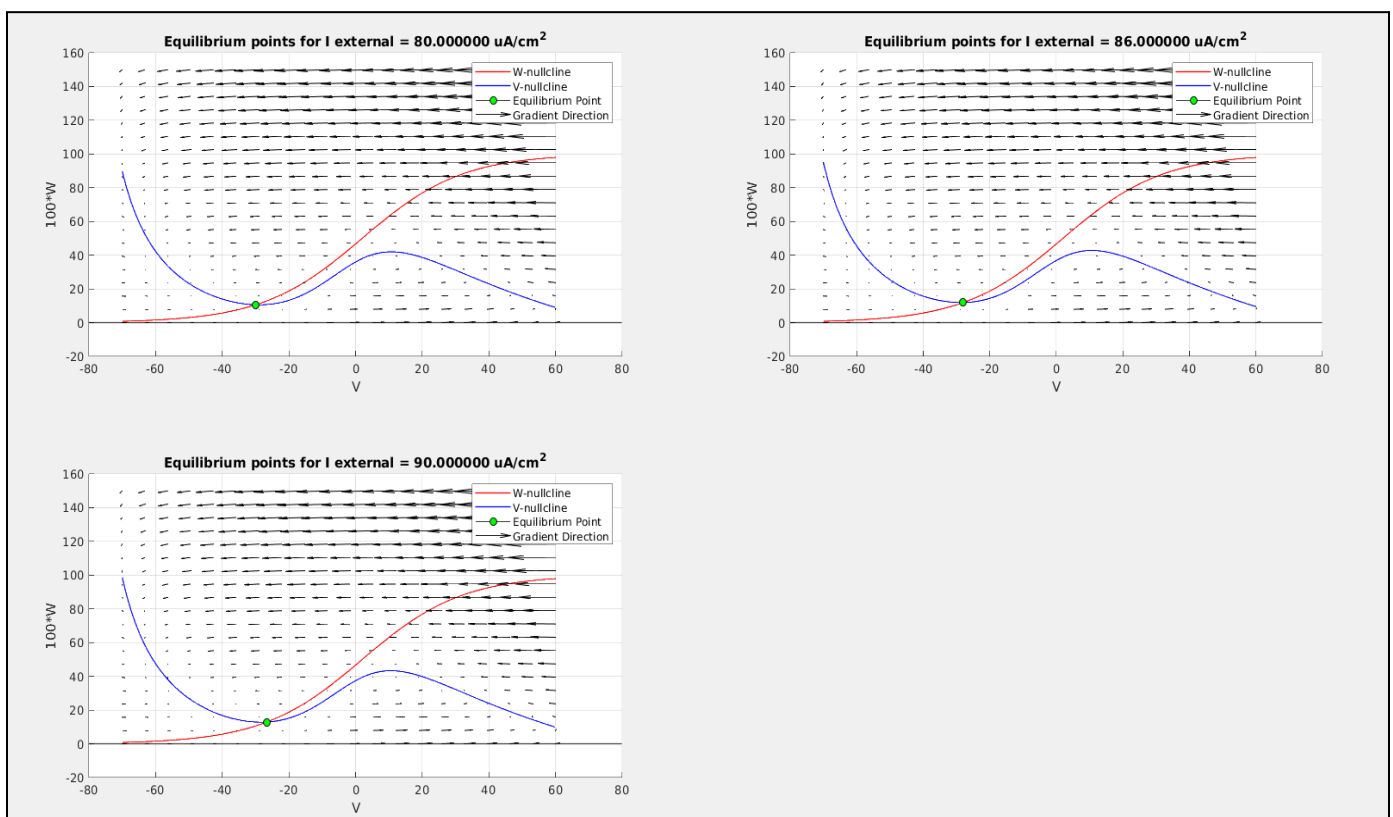 Equilibrium points for I external = 80.000000 uA/cm²
160
140
120
100
80
60
40
20
0
-20
100*W
-80 -60 -40 -20 0 20 40 60 80
V
W-nullcline
V-nullcline
Equilibrium Point
Gradient Direction
Equilibrium points for I external = 86.000000 uA/cm²
160
140
120
100
80
60
40
20
0
-20
100*W
-80 -60 -40 -20 0 20 40 60 80
V
W-nullcline
V-nullcline
Equilibrium Point
Gradient Direction
Equilibrium points for I external = 90.000000 uA/cm²
160
140
120
100
80
60
40
20
0
-20
100*W
-80 -60 -40 -20 0 20 40 60 80
V
W-nullcline
V-nullcline
Equilibrium Point
Gradient Direction